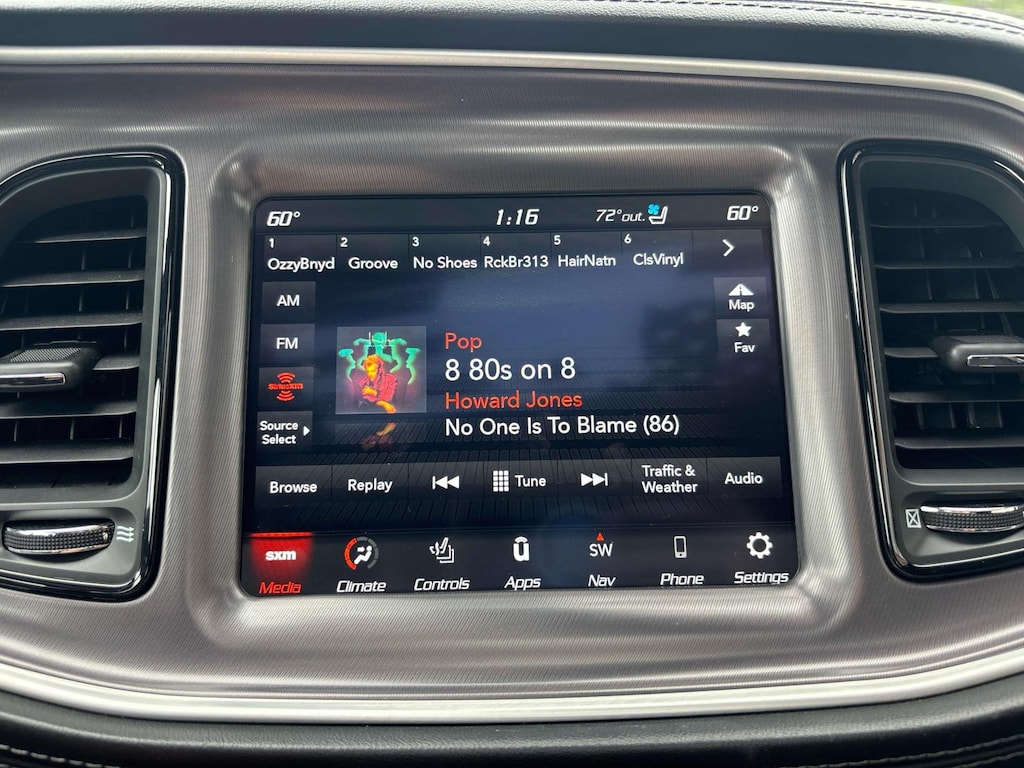 60° 1:16 72°out. 60°
1 2 3 4 5 6
OzzyBnyd Groove No Shoes RckBr313 HairNatn ClsVinyl
AM
Map
FM
Fav
Pop
8 80s on 8
SiriusXM
Howard Jones
No One Is To Blame (86)
Source
Select
Browse Replay Tune Traffic & Audio
Weather
sxm SW
Media Climate Controls Apps Nav Phone Settings